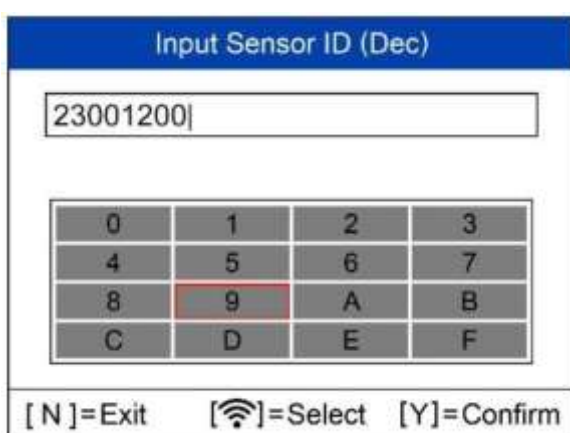 Input Sensor ID (Dec)
23001200
0 1 2 3
4 5 6 7
8 9 A B
C D E F
[ N ]=Exit []=Select [Y]=Confirm